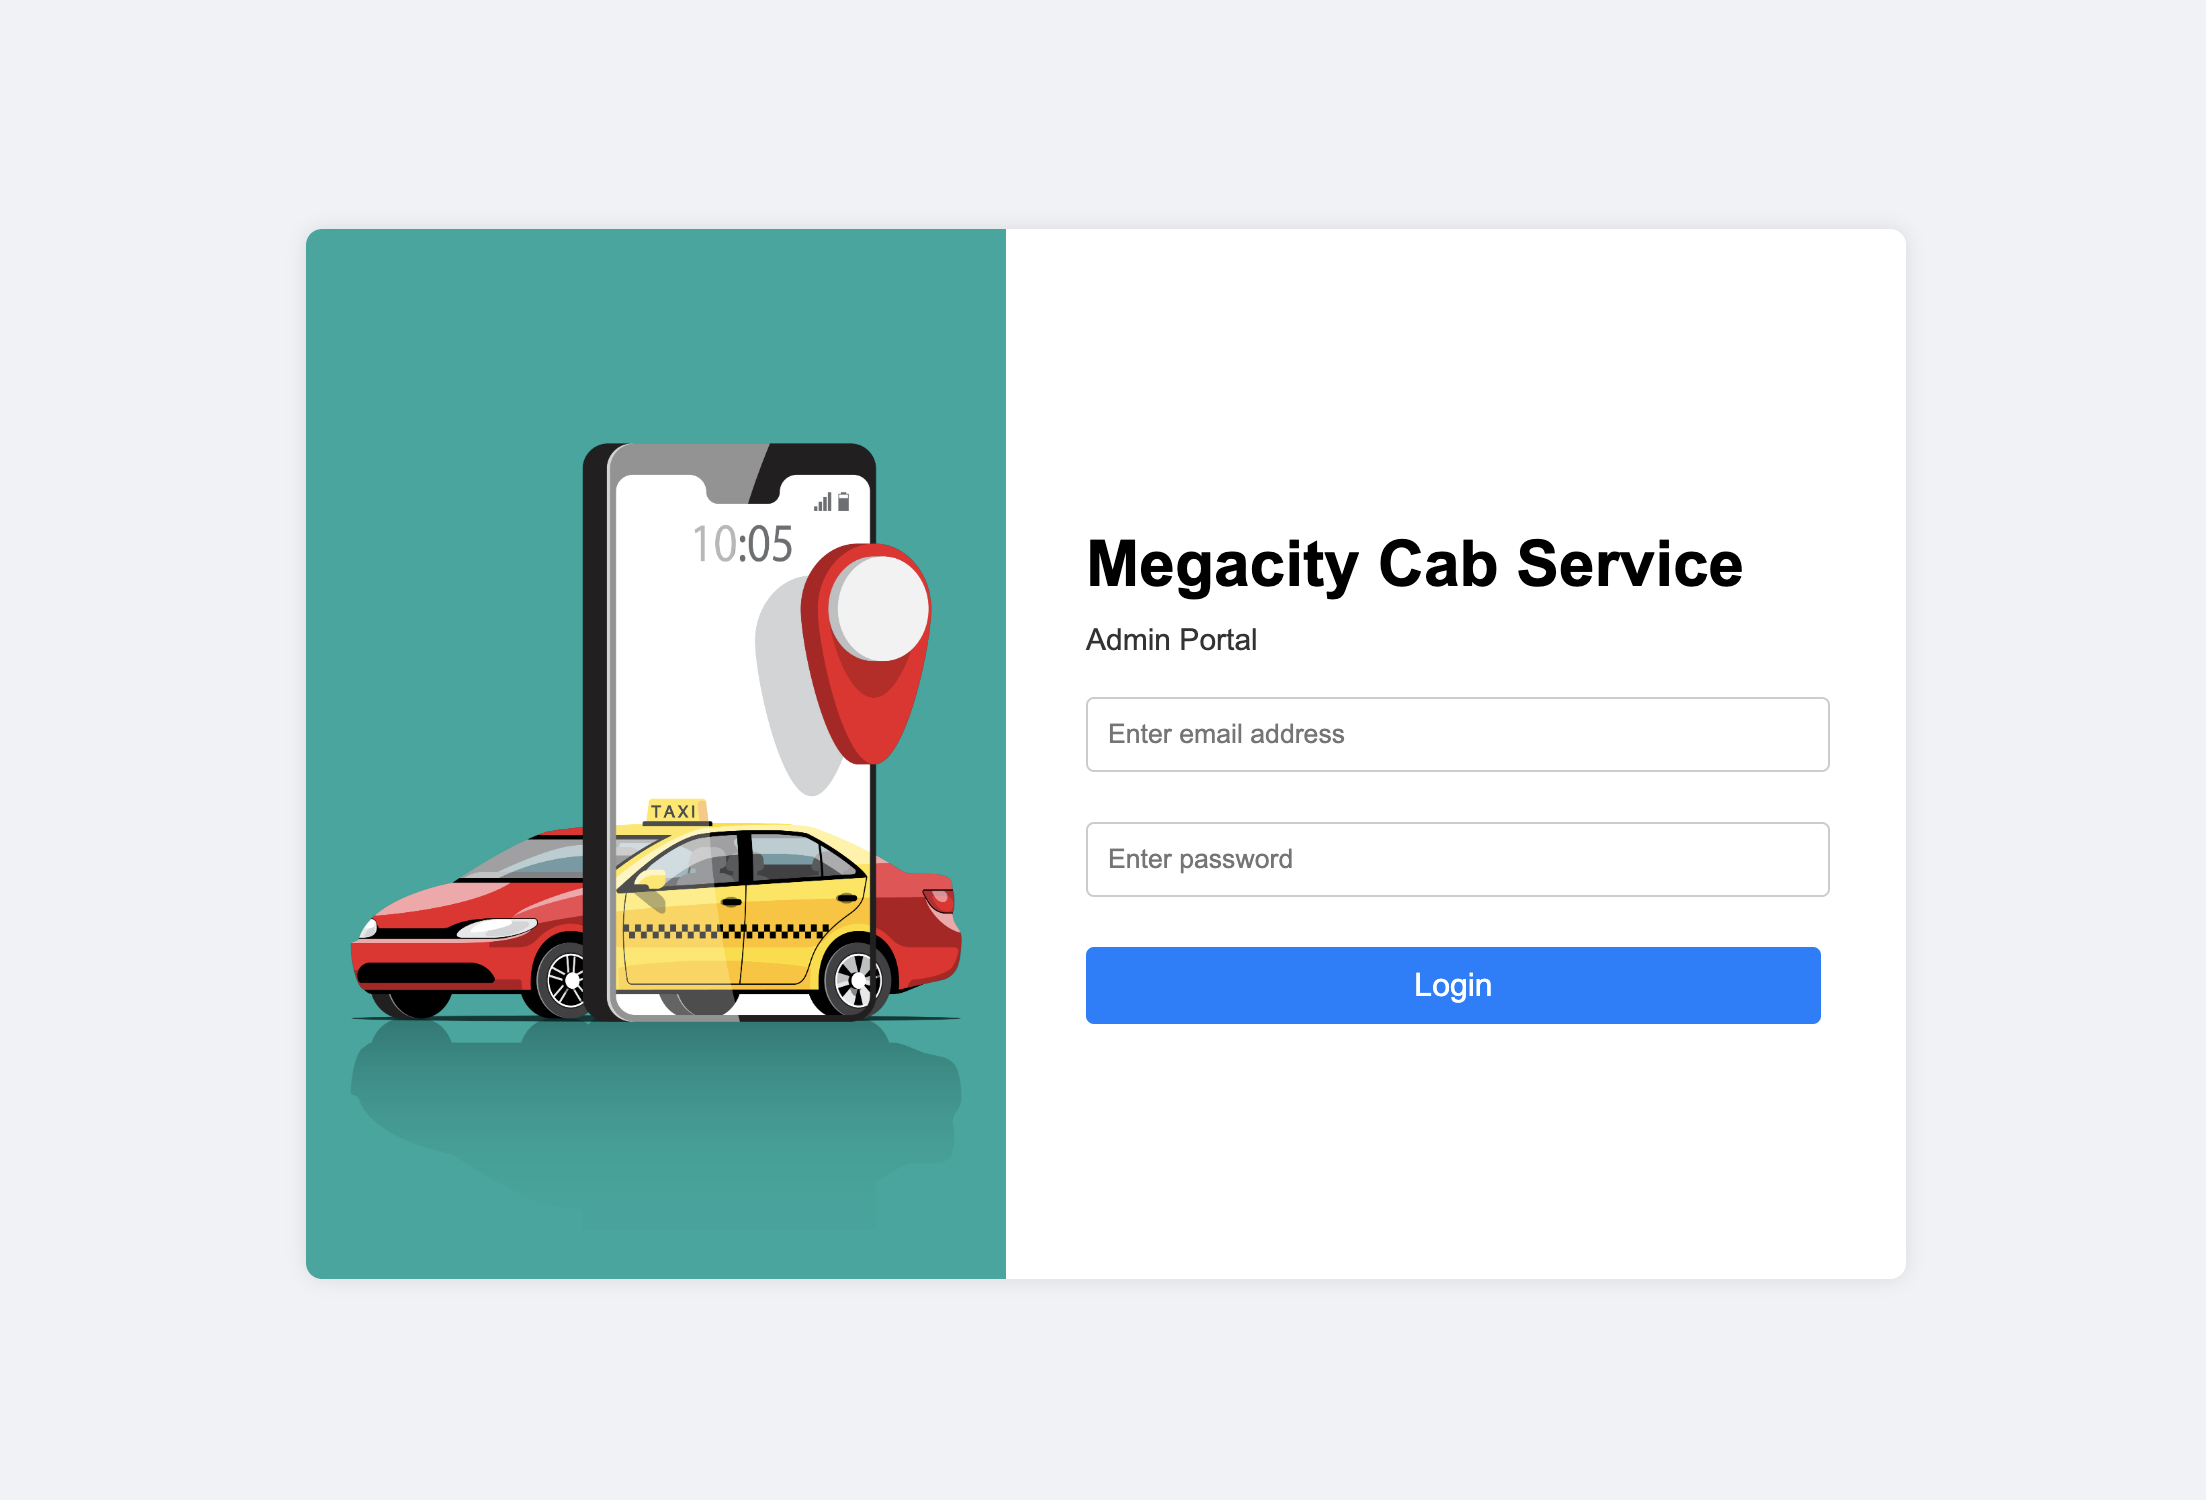 10:05
TAXI
Megacity Cab Service
Admin Portal
Enter email address
Enter password
Login